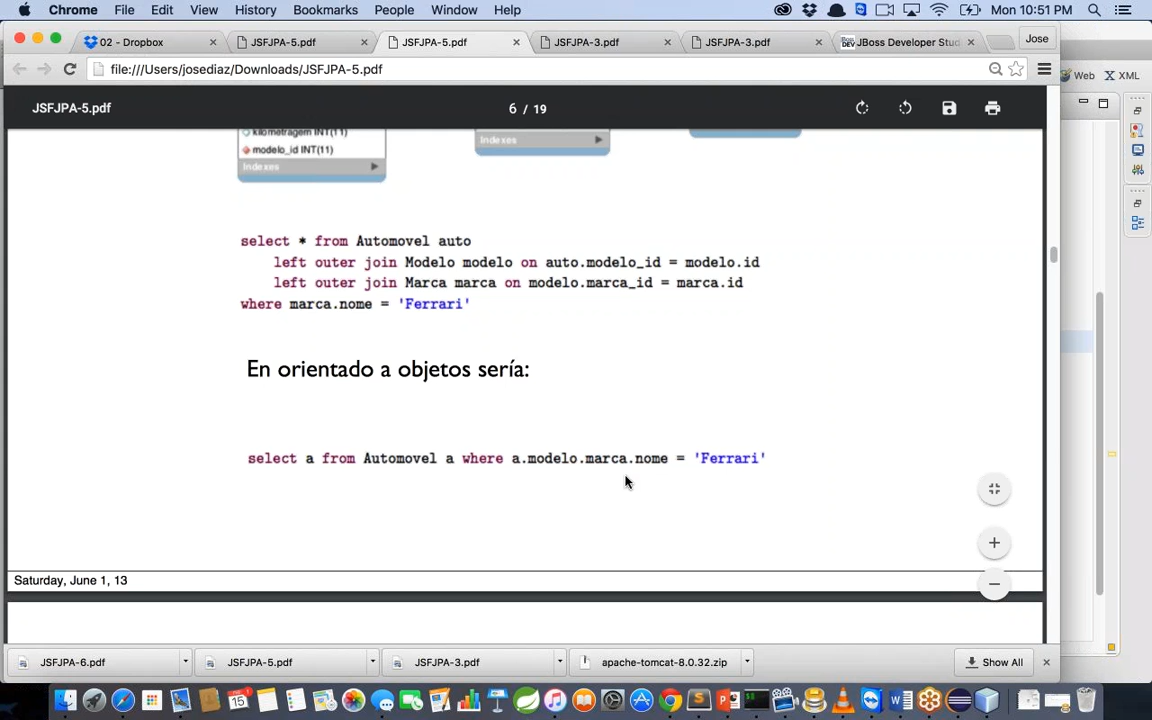 Chrome File Edit View History Bookmarks People Window Help Mon 10:51 PM
02 - Dropbox JSFJPA-5.pdf JSFJPA-5.pdf JSFJPA-3.pdf JSFJPA-3.pdf JBoss Developer Stud Jose
file:///Users/josediaz/Downloads/JSFJPA-5.pdf
Web XML
JSFJPA-5.pdf 6 / 19
kilometragem INT(11)
modelo_id INT(11)
Indexes
Indexes
select * from Automovel auto
left outer join Modelo modelo on auto.modelo_id = modelo.id
left outer join Marca marca on modelo.marca_id = marca.id
where marca.nome = 'Ferrari'
En orientado a objetos sería:
select a from Automovel a where a.modelo.marca.nome = 'Ferrari'
Saturday, June 1, 13
JSFJPA-6.pdf JSFJPA-5.pdf JSFJPA-3.pdf apache-tomcat-8.0.32.zip Show All
15